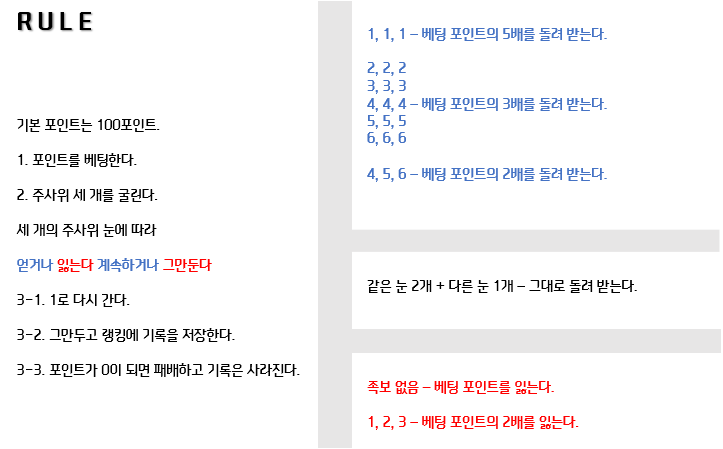 RULE
기본 포인트는 100포인트.
1. 포인트를 베팅한다.
2. 주사위 세 개를 굴린다.
세 개의 주사위 눈에 따라
얻거나 잃는다 계속하거나 그만둔다
3-1. 1로 다시 간다.
3-2. 그만두고 랭킹에 기록을 저장한다.
3-3. 포인트가 0이 되면 패배하고 기록은 사라진다.
1, 1, 1 – 베팅 포인트의 5배를 돌려 받는다.
2, 2, 2
3, 3, 3
4, 4, 4 – 베팅 포인트의 3배를 돌려 받는다.
5, 5, 5
6, 6, 6
4, 5, 6 – 베팅 포인트의 2배를 돌려 받는다.
같은 눈 2개 + 다른 눈 1개 – 그대로 돌려 받는다.
족보 없음 – 베팅 포인트를 잃는다.
1, 2, 3 – 베팅 포인트의 2배를 잃는다.